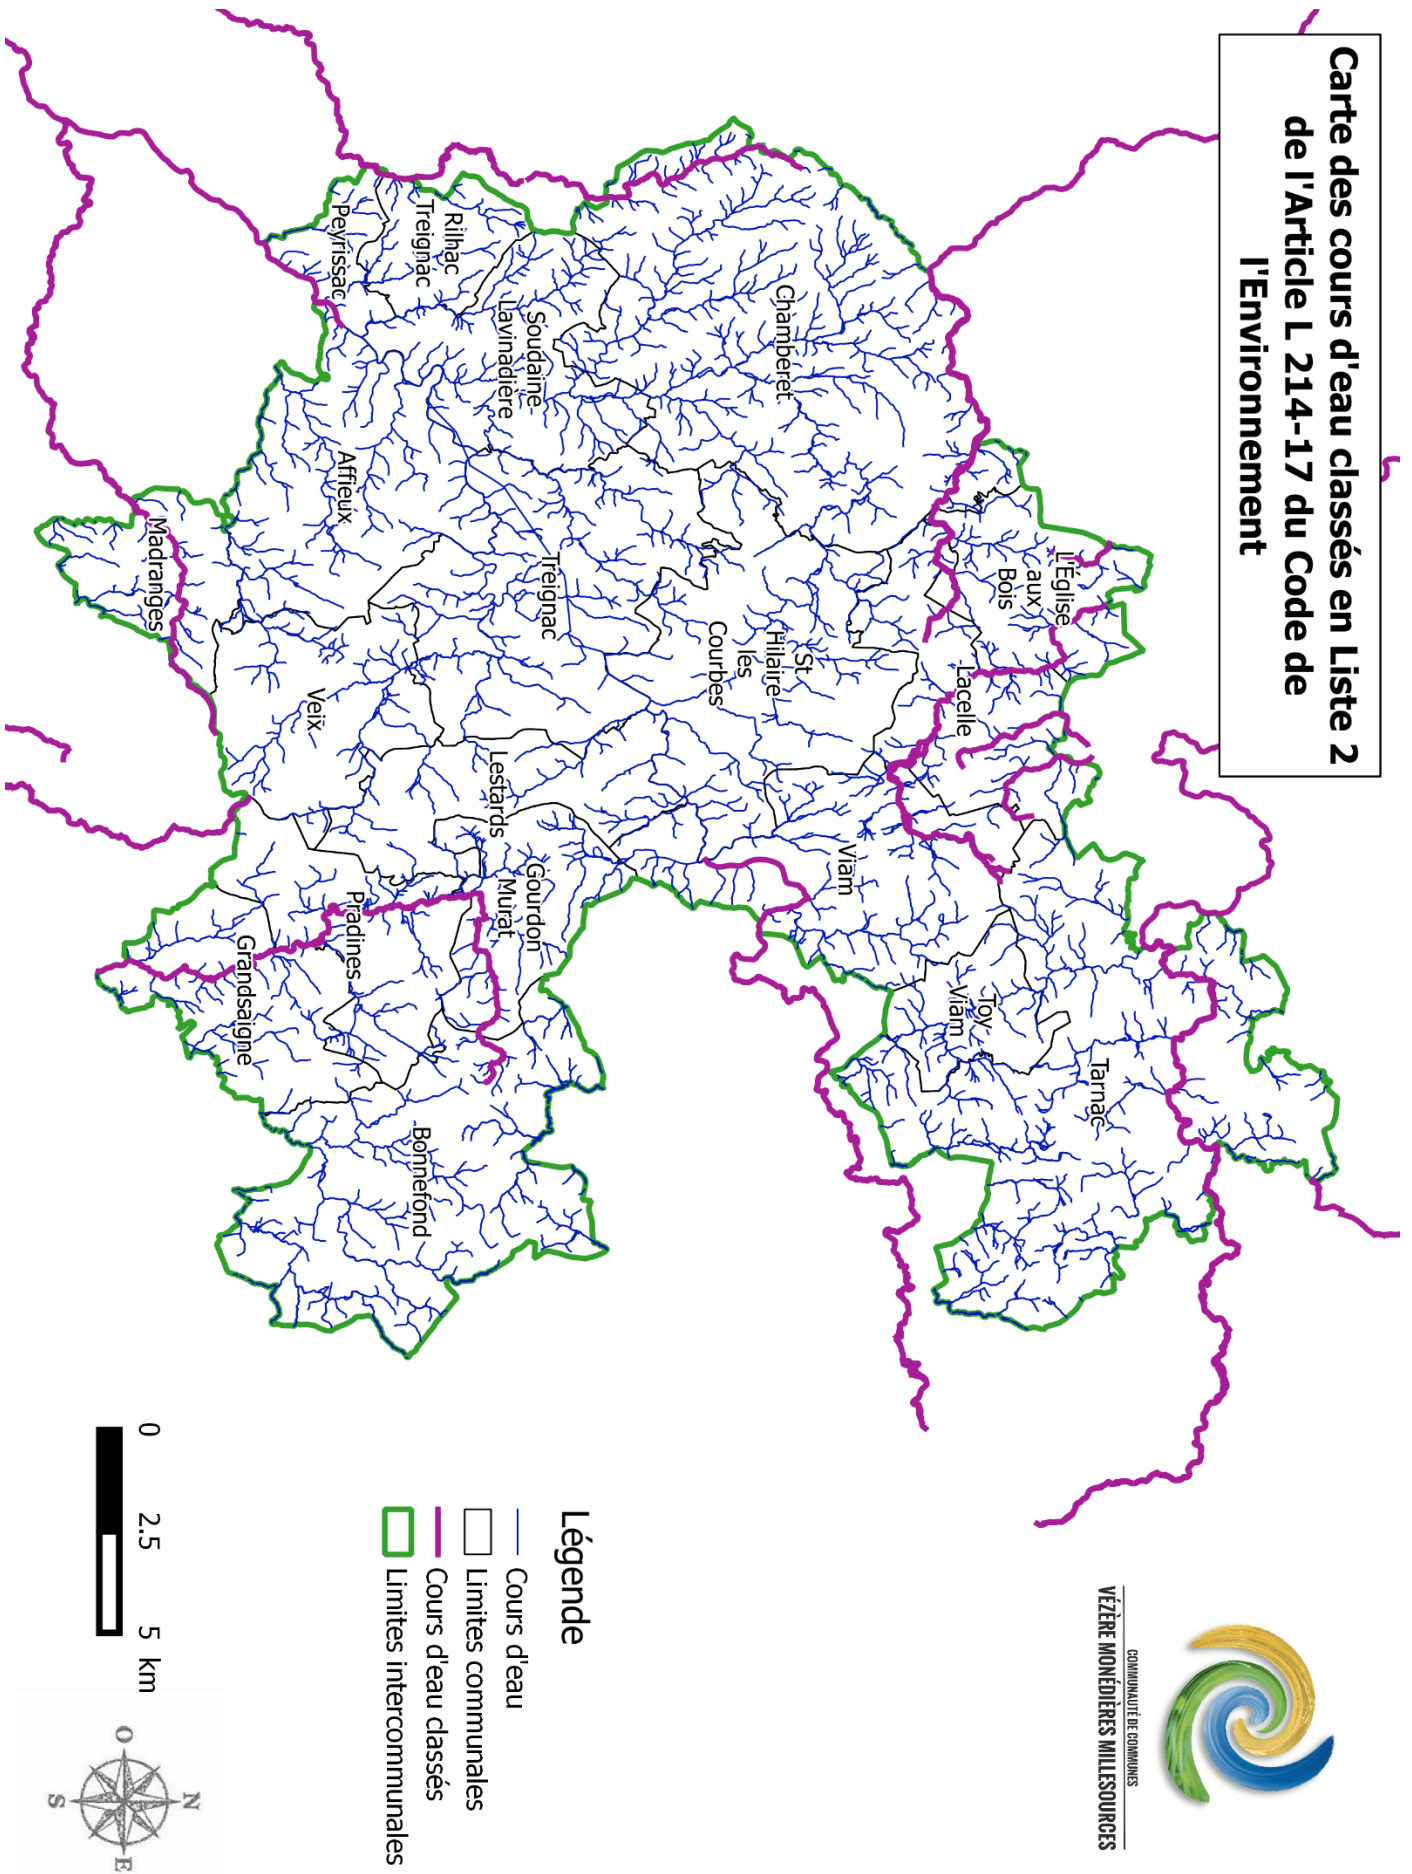 Carte des cours d'eau classés en Liste 2
de l'Article L 214-17 du Code de
l'Environnement
COMMUNAUTÉ DE COMMUNES
VÉZÈRE MONÉDIÈRES MILLESOURCES
L'Église
aux
Bois
Lacelle
Tarnac
Toy-
Viam
Viam
Chamberet
St
Hilaire
les
Courbes
Treignac
Soudaine-
Lavinadière
Rilhac
Treignac
Peyrissac
Affieux
Lestards
Gourdon
Murat
Veix
Pradines
Bonnefond
Grandsaigne
Madranges
Légende
Cours d'eau
Limites communales
Cours d'eau classés
Limites intercommunales
0 2.5 5 km
N
O
E
S